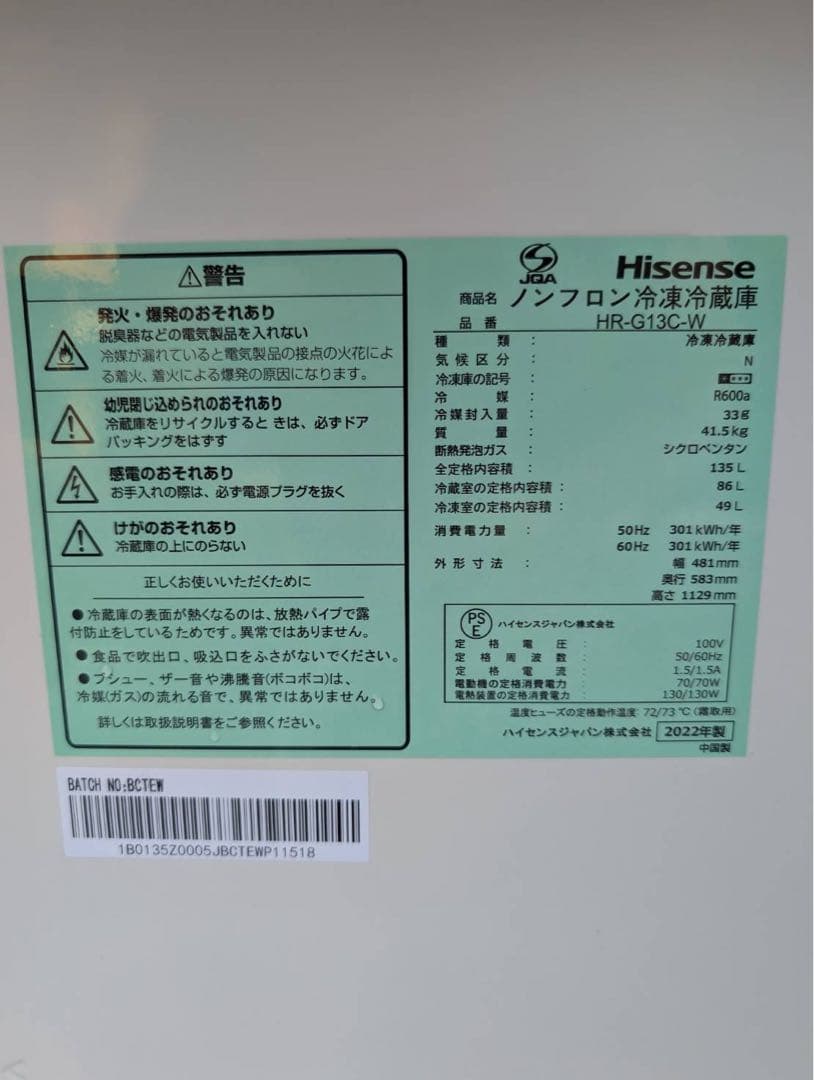 ⚠警告
発火・爆発のおそれあり
脱臭器などの電気製品を入れない
冷媒が漏れていると電気製品の接点の火花によ
る着火、着火による爆発の原因になります。
幼児閉じ込められのおそれあり
冷蔵庫をリサイクルすると きは、必ずドア
パッキングをはずす
感電のおそれあり
お手入れの際は、必ず電源プラグを抜く
けがのおそれあり
冷蔵庫の上にのらない
正しくお使いいただくために
●冷蔵庫の表面が熱くなるのは、放熱パイプで露
付防止をしているためです。異常ではありません。
●食品で吹出口、吸込口をふさがないでください。
●プシュー、ザー音や沸騰音(ポコポコ)は、
冷媒(ガス)の流れる音で、異常ではありません。
詳しくは取扱説明書をご参照ください。
JQA
Hisense
商品名 ノンフロン冷凍冷蔵庫
品番 HR-G13C-W
種類 : 冷凍冷蔵庫
気候区分 : N
冷凍庫の記号 : ****
冷媒 : R600a
冷媒封入量 : 33g
質量 : 41.5kg
断熱発泡ガス : シクロペンタン
全定格内容積 : 135L
冷蔵室の定格内容積 : 86L
冷凍室の定格内容積 : 49L
消費電力量 : 50Hz 301kWh/年
60Hz 301kWh/年
外形寸法 : 幅 481mm
奥行 583mm
高さ 1129mm
PSE ハイセンスジャパン株式会社
定格電圧 : 100V
定格周波数 : 50/60Hz
定格電流 : 1.5/1.5A
電動機の定格消費電力 : 70/70W
電熱装置の定格消費電力 : 130/130W
温度ヒューズの定格動作温度: 72/73℃(霜取用)
ハイセンスジャパン株式会社 2022年製
中国製
BATCH NO:BCTEW
1B0135Z0005JBCTEWP11518